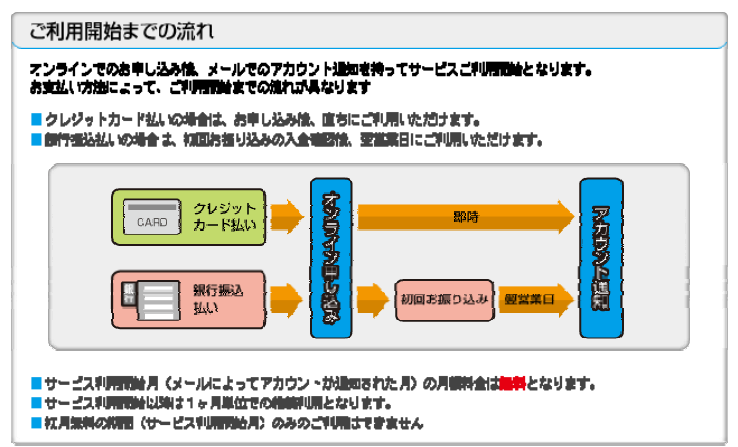 ご利用開始までの流れ
オンラインでのお申し込み後、メールでのアカウント通知を持ってサービスご利用開始となります。
お支払い方法によって、ご利用開始までの流れが異なります
■クレジットカード払いの場合は、お申し込み後、直ちにご利用いただけます。
■銀行振込払いの場合は、初回お振り込みの入金確認後、翌営業日にご利用いただけます。
CARD
クレジット
カード払い
オンライン申し込み
即時
アカウント通知
銀行
銀行振込
払い
初回お振り込み
翌営業日
■サービス利用開始月（メールによってアカウントが通知された月）の月額料金は無料となります。
■サービス利用開始以降は1ヶ月単位での継続利用となります。
■初月無料の期間（サービス利用開始月）のみのご利用はできません